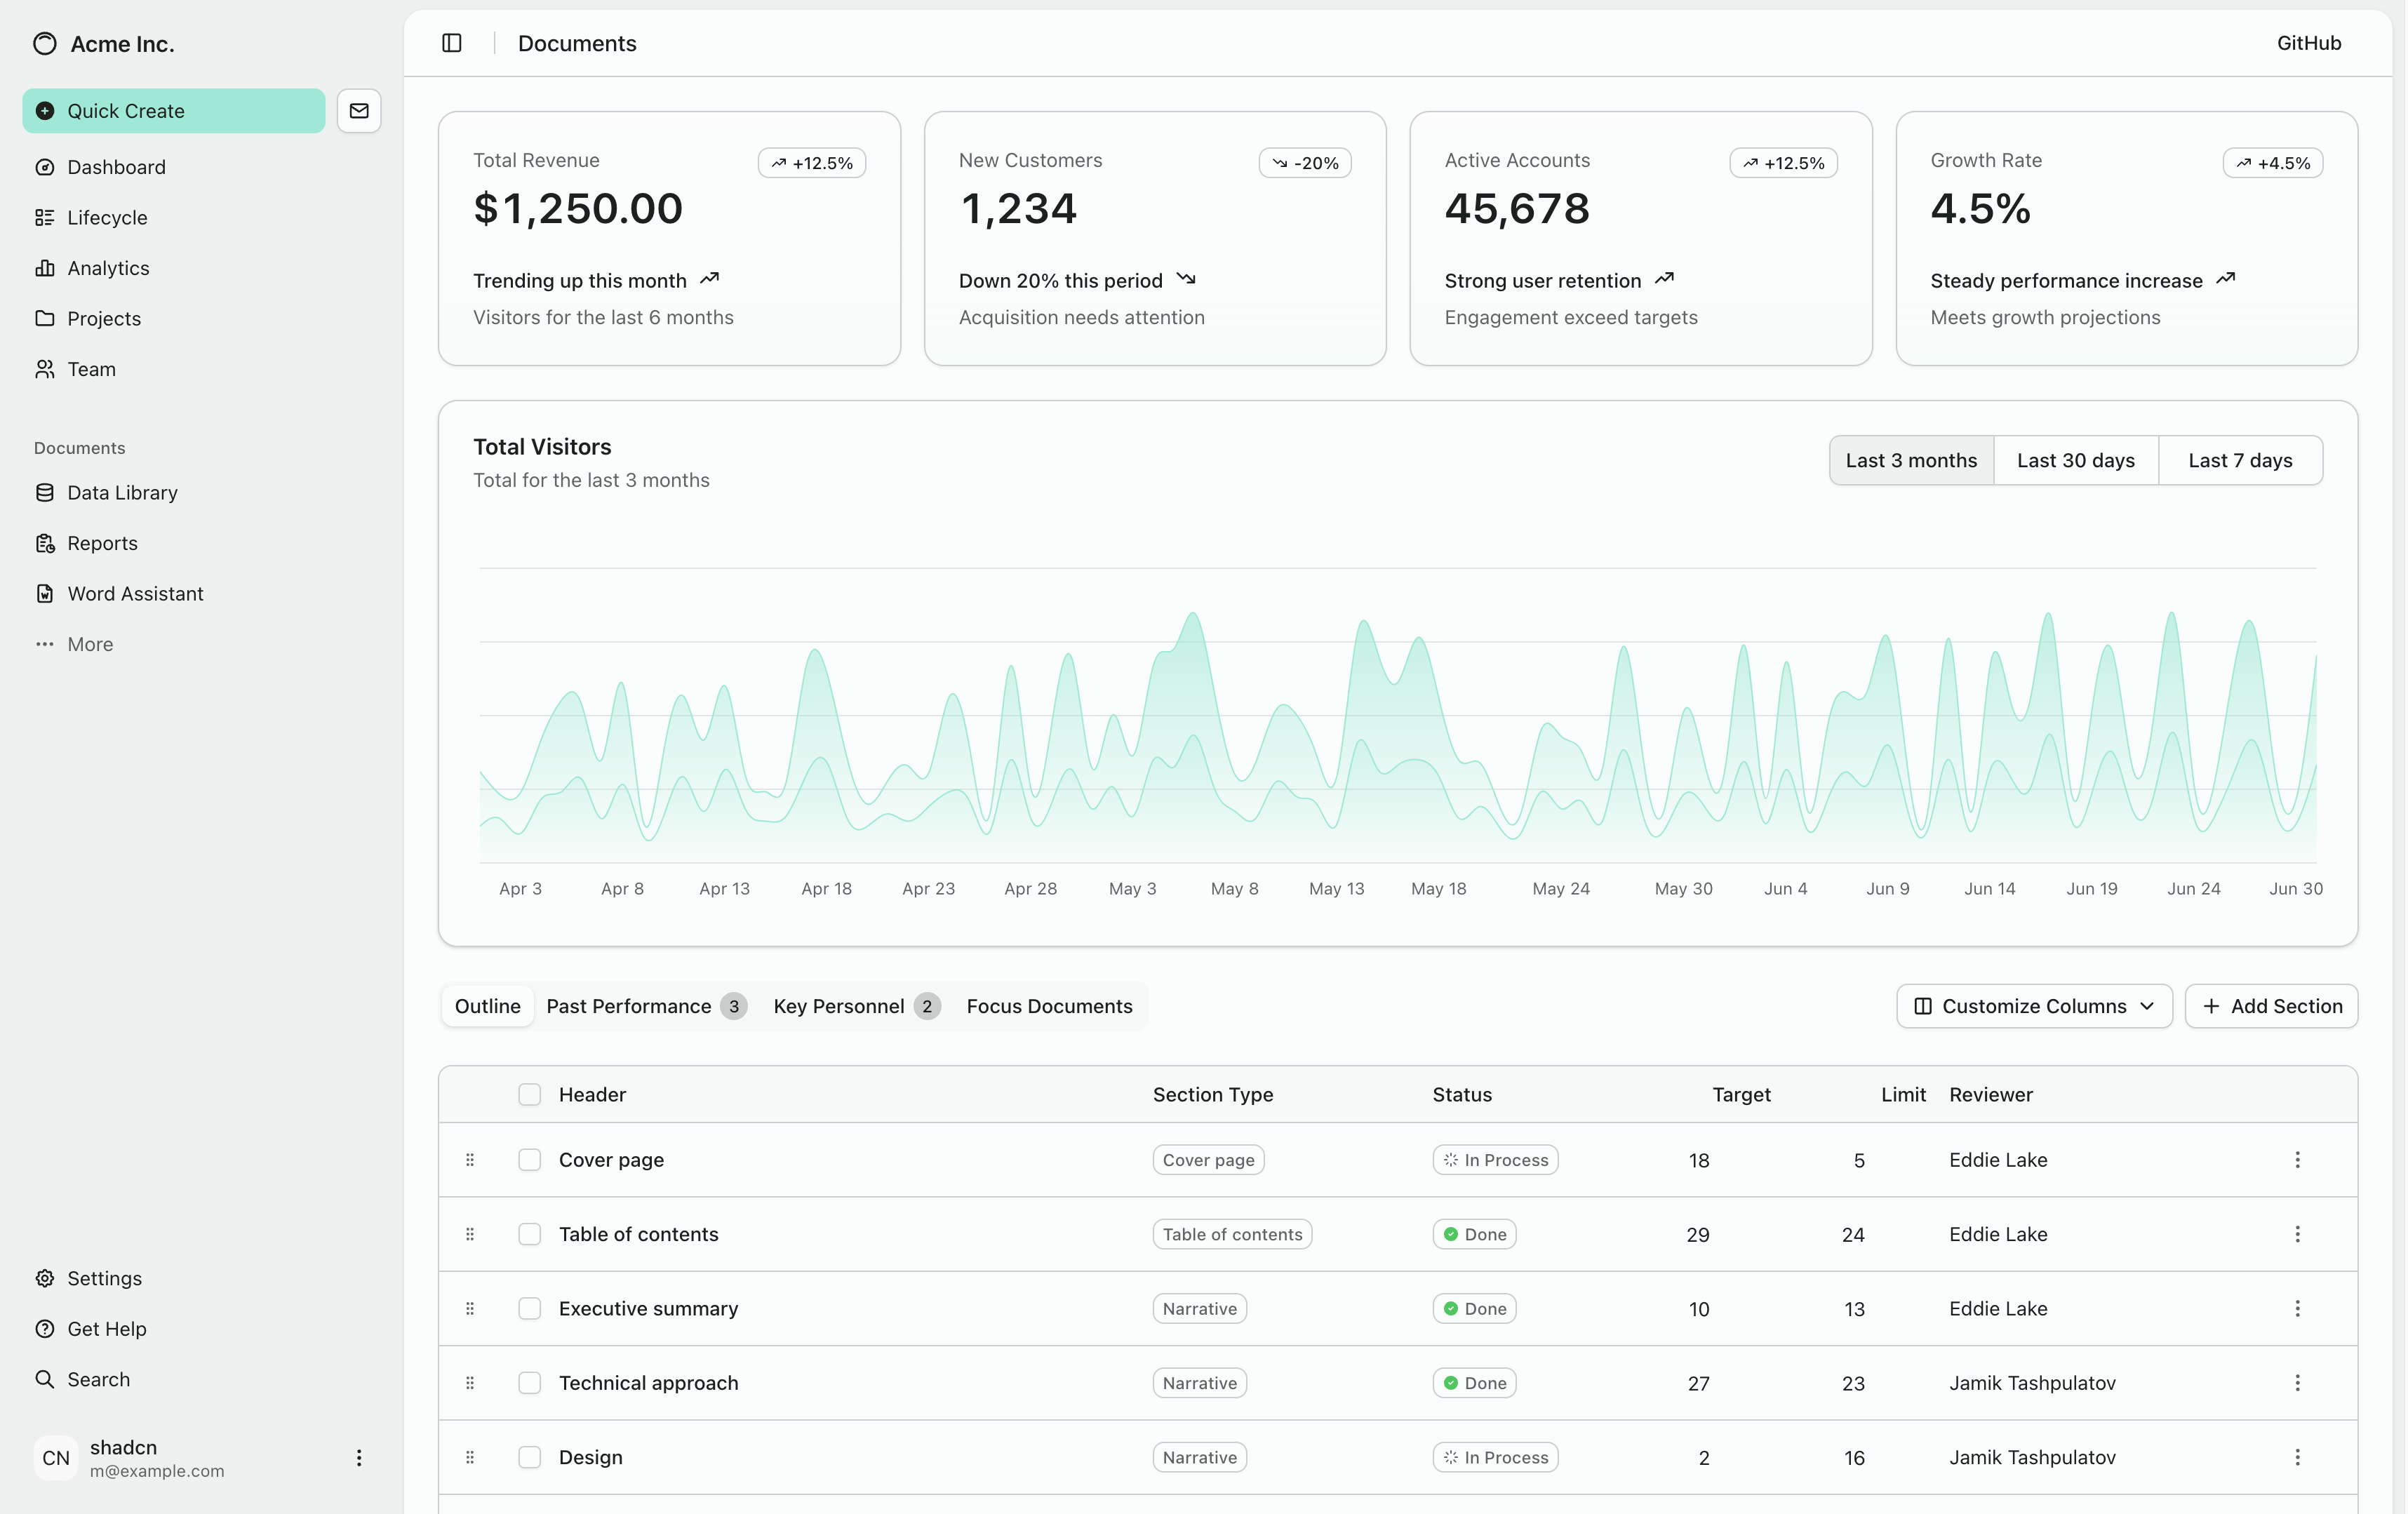 Acme Inc.
Quick Create
Dashboard
Lifecycle
Analytics
Projects
Team
Documents
Data Library
Reports
Word Assistant
More
Settings
Get Help
Search
CN
shadcn
m@example.com
Documents
GitHub
Total Revenue
+12.5%
$1,250.00
Trending up this month
Visitors for the last 6 months
New Customers
-20%
1,234
Down 20% this period
Acquisition needs attention
Active Accounts
+12.5%
45,678
Strong user retention
Engagement exceed targets
Growth Rate
+4.5%
4.5%
Steady performance increase
Meets growth projections
Total Visitors
Total for the last 3 months
Last 3 months Last 30 days Last 7 days
Apr 3 Apr 8 Apr 13 Apr 18 Apr 23 Apr 28 May 3 May 8 May 13 May 18 May 24 May 30 Jun 4 Jun 9 Jun 14 Jun 19 Jun 24 Jun 30
Outline Past Performance 3 Key Personnel 2 Focus Documents
Customize Columns Add Section
Header Section Type Status Target Limit Reviewer
Cover page Cover page In Process 18 5 Eddie Lake
Table of contents Table of contents Done 29 24 Eddie Lake
Executive summary Narrative Done 10 13 Eddie Lake
Technical approach Narrative Done 27 23 Jamik Tashpulatov
Design Narrative In Process 2 16 Jamik Tashpulatov